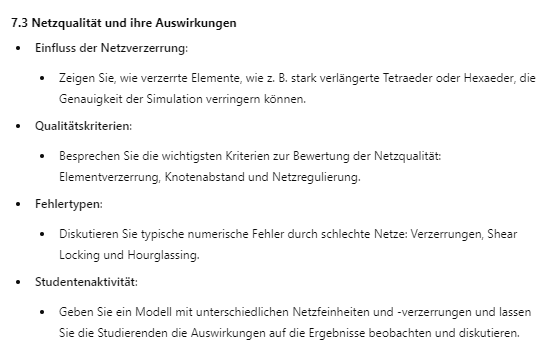 7.3 Netzqualität und ihre Auswirkungen
• Einfluss der Netzverzerrung:
• Zeigen Sie, wie verzerrte Elemente, wie z. B. stark verlängerte Tetraeder oder Hexaeder, die
Genauigkeit der Simulation verringern können.
• Qualitätskriterien:
• Besprechen Sie die wichtigsten Kriterien zur Bewertung der Netzqualität:
Elementverzerrung, Knotenabstand und Netzregulierung.
• Fehlertypen:
• Diskutieren Sie typische numerische Fehler durch schlechte Netze: Verzerrungen, Shear
Locking und Hourglassing.
• Studentenaktivität:
• Geben Sie ein Modell mit unterschiedlichen Netzfeinheiten und -verzerrungen und lassen
Sie die Studierenden die Auswirkungen auf die Ergebnisse beobachten und diskutieren.